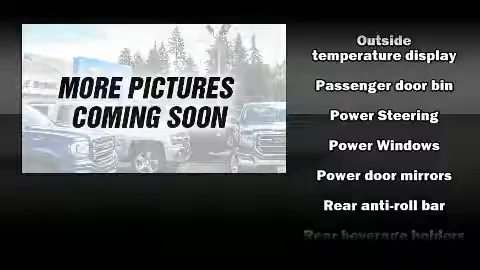 MORE PICTURES
COMING SOON
Outside
temperature display
Passenger door bin
Power Steering
Power Windows
Power door mirrors
Rear anti-roll bar
Rear beverage holders